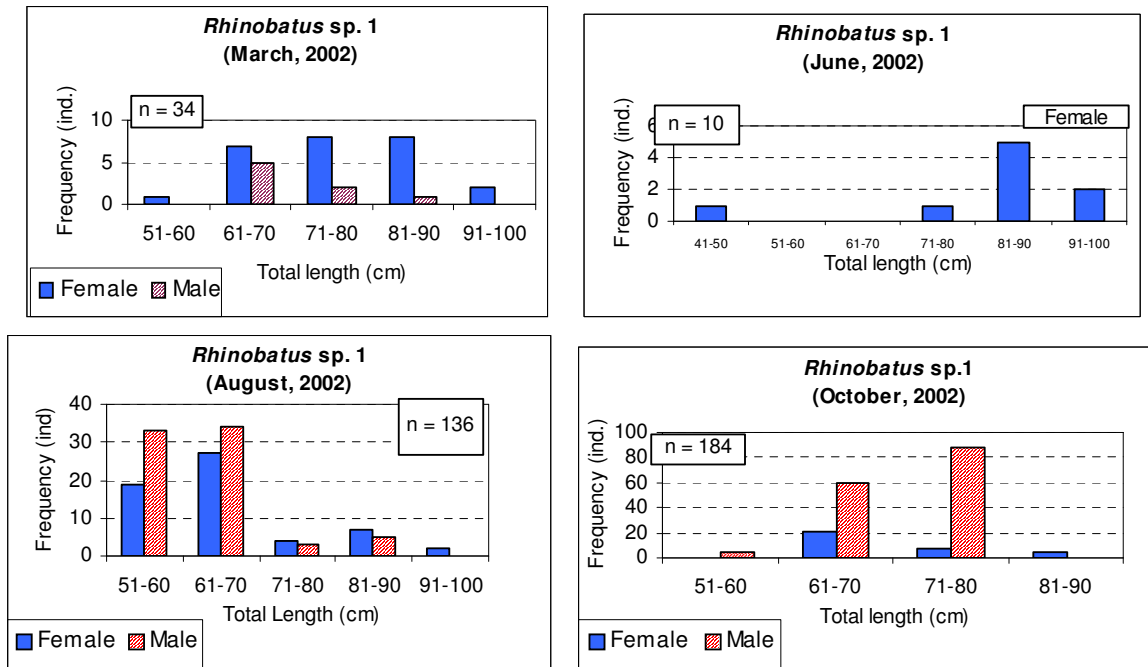 Rhinobatus sp. 1
(March, 2002)
n = 34
Frequency (ind.)
10
5
0
51-60 61-70 71-80 81-90 91-100
Total length (cm)
Female Male
Rhinobatus sp. 1
(June, 2002)
n = 10
Female
Frequency (ind.)
6
4
2
0
41-50 51-60 61-70 71-80 81-90 91-100
Total length (cm)
Rhinobatus sp. 1
(August, 2002)
n = 136
Frequency (ind)
40
30
20
10
0
51-60 61-70 71-80 81-90 91-100
Total Length (cm)
Female Male
Rhinobatus sp.1
(October, 2002)
n = 184
Frequency (ind.)
100
80
60
40
20
0
51-60 61-70 71-80 81-90
Total length (cm)
Female Male